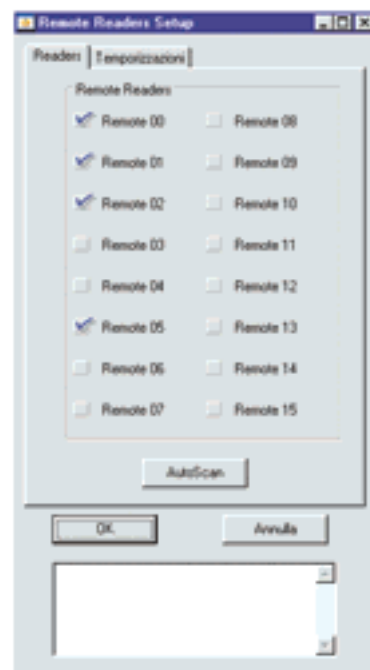 Remote Readers Setup
Readers Temporizzazioni
Remote Readers
Remote 00 Remote 08
Remote 01 Remote 09
Remote 02 Remote 10
Remote 03 Remote 11
Remote 04 Remote 12
Remote 05 Remote 13
Remote 06 Remote 14
Remote 07 Remote 15
AutoScan
OK Annulla